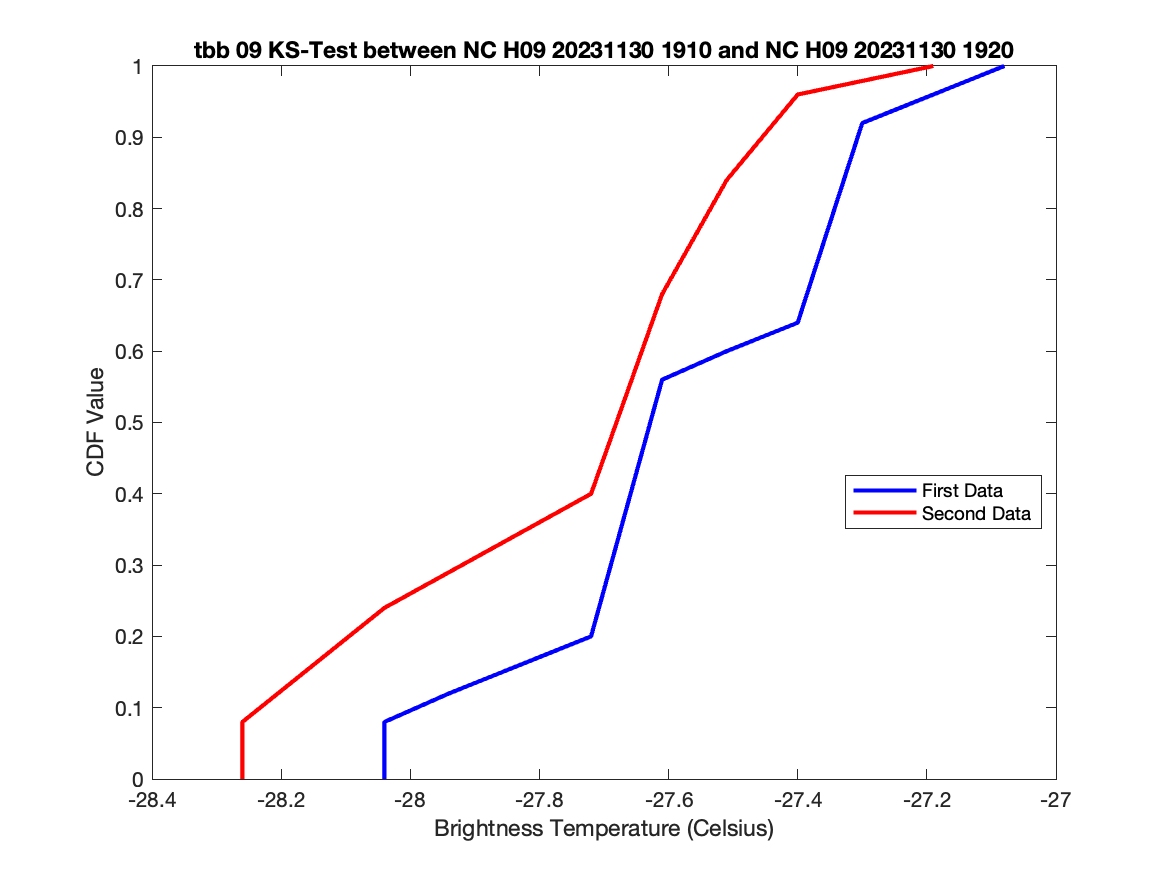 tbb 09 KS-Test between NC H09 20231130 1910 and NC H09 20231130 1920
1
0.9
0.8
0.7
0.6
0.5
0.4
0.3
0.2
0.1
0
CDF Value
First Data
Second Data
-28.4 -28.2 -28 -27.8 -27.6 -27.4 -27.2 -27
Brightness Temperature (Celsius)